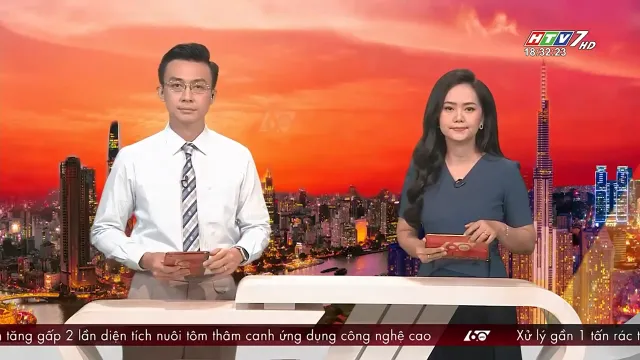 HTV7 HD
18:32:23
tăng gấp 2 lần diện tích nuôi tôm thâm canh ứng dụng công nghệ cao 60 Xử lý gần 1 tấn rác t